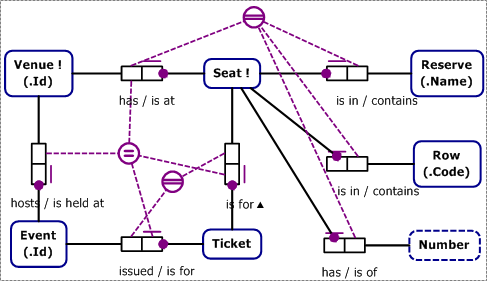 Venue !
(.Id)
Seat !
Reserve
(.Name)
has / is at
is in / contains
Row
(.Code)
is in / contains
hosts / is held at
is for ▲
Event
(.Id)
Ticket
Number
issued / is for
has / is of